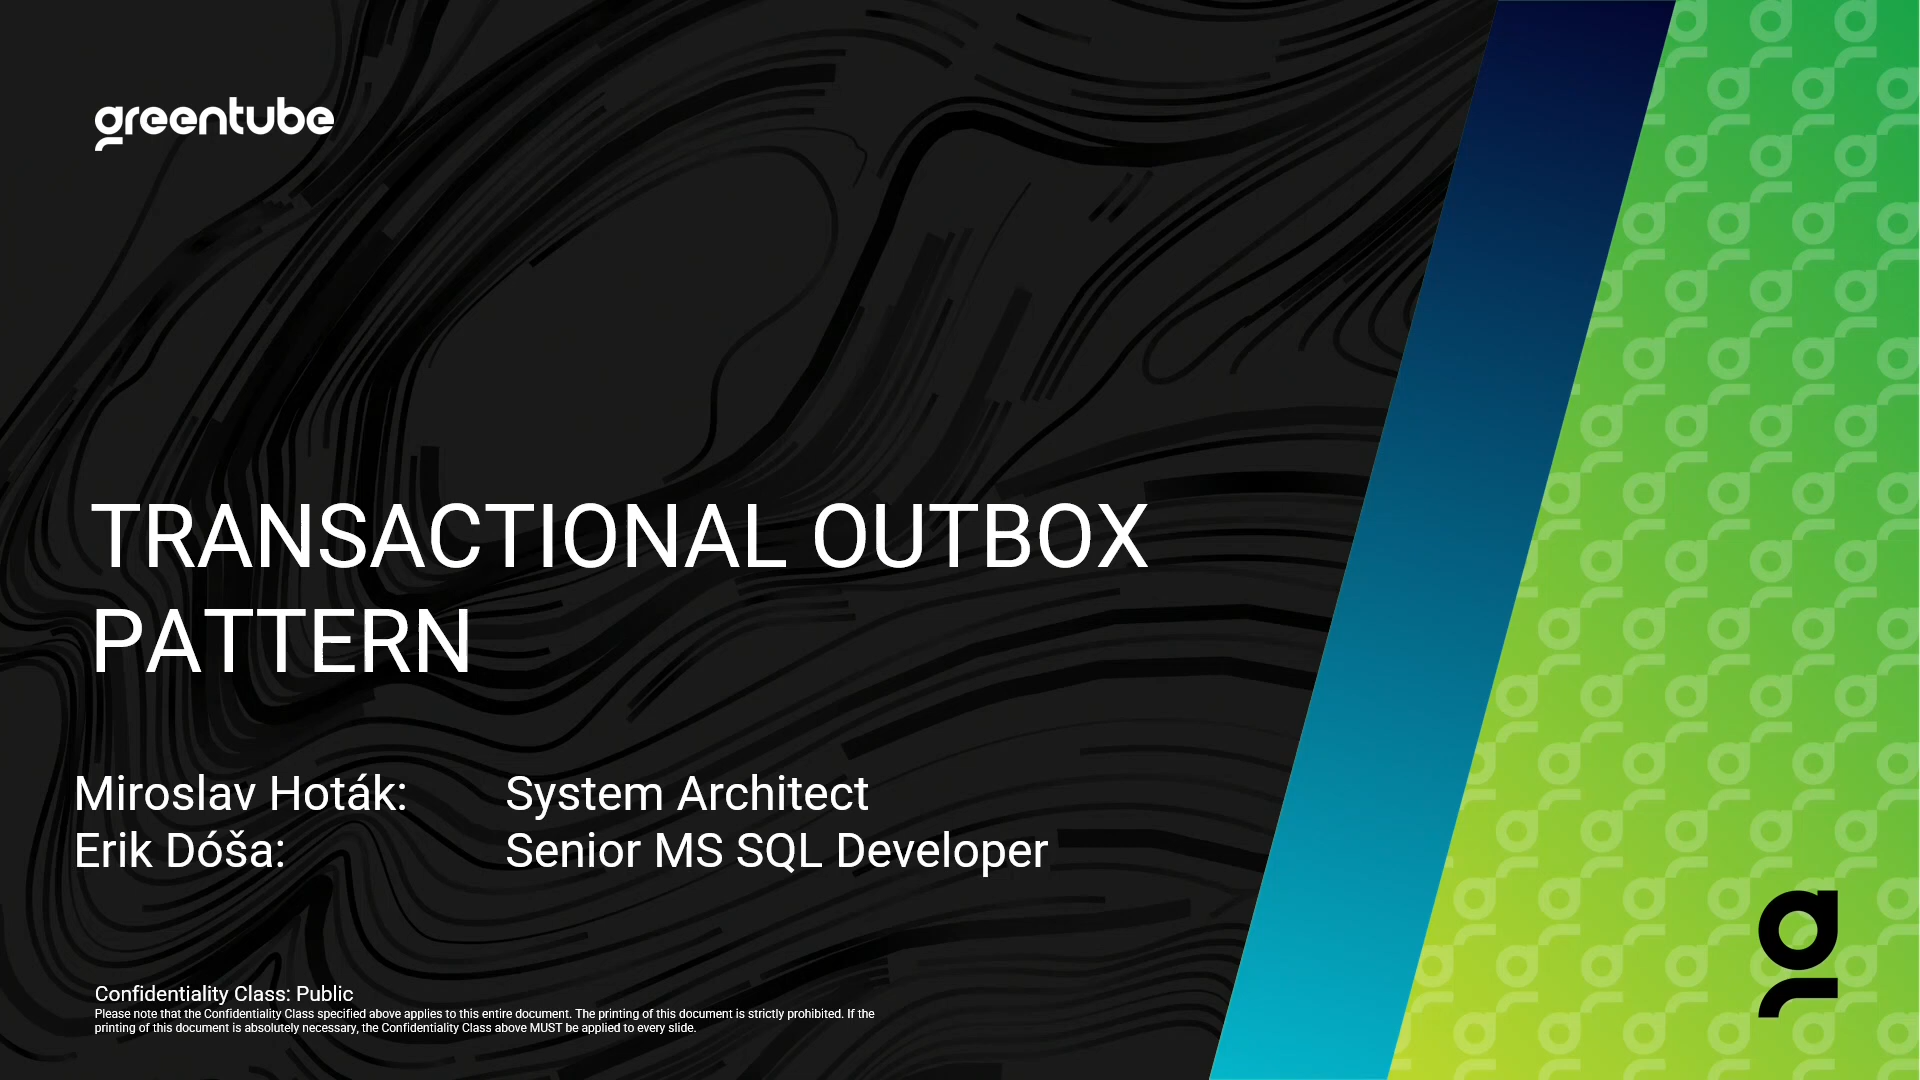 greentube
TRANSACTIONAL OUTBOX
PATTERN
Miroslav Hoták: System Architect
Erik Dóša: Senior MS SQL Developer
Confidentiality Class: Public
Please note that the Confidentiality Class specified above applies to this entire document. The printing of this document is strictly prohibited. If the
printing of this document is absolutely necessary, the Confidentiality Class above MUST be applied to every slide.